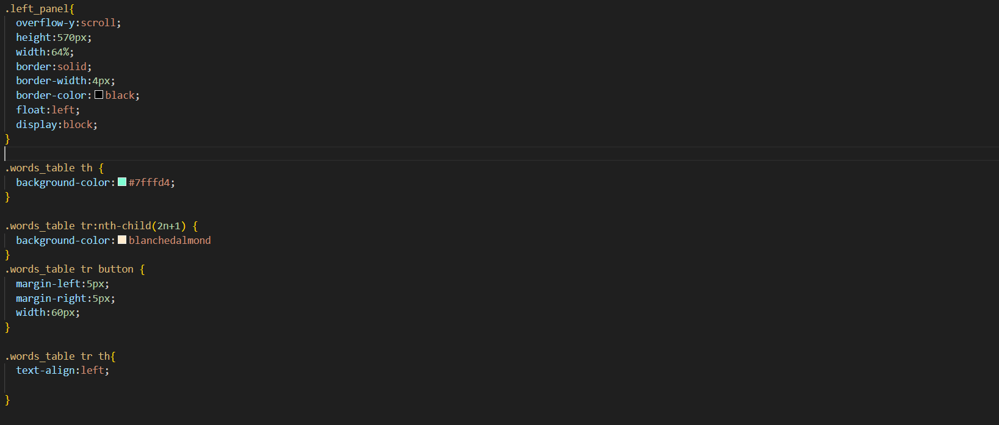 .left_panel{
overflow-y:scroll;
height:570px;
width:64%;
border:solid;
border-width:4px;
border-color:black;
float:left;
display:block;
}
.words_table th {
background-color:#7fffd4;
}
.words_table tr:nth-child(2n+1) {
background-color:blanchedalmond
}
.words_table tr button {
margin-left:5px;
margin-right:5px;
width:60px;
}
.words_table tr th{
text-align:left;
}